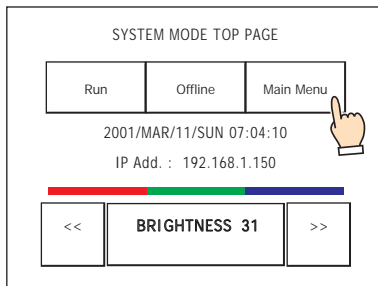 SYSTEM MODE TOP PAGE
Run Offline Main Menu
2001/MAR/11/SUN 07:04:10
IP Add. : 192.168.1.150
<< BRIGHTNESS 31 >>